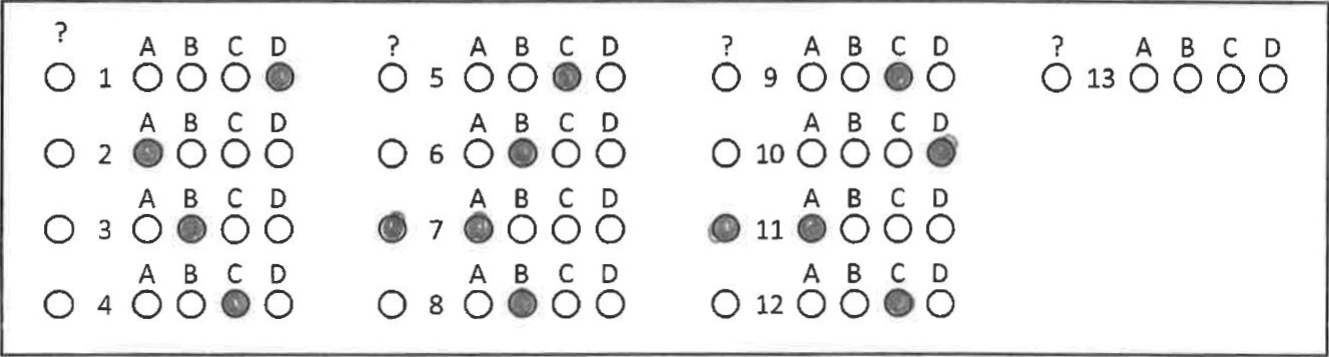 ? A B C D ? A B C D ? A B C D ? A B C D
1 5 9 13
A B C D A B C D A B C D
2 6 10
A B C D A B C D A B C D
3 7 11
A B C D A B C D A B C D
4 8 12